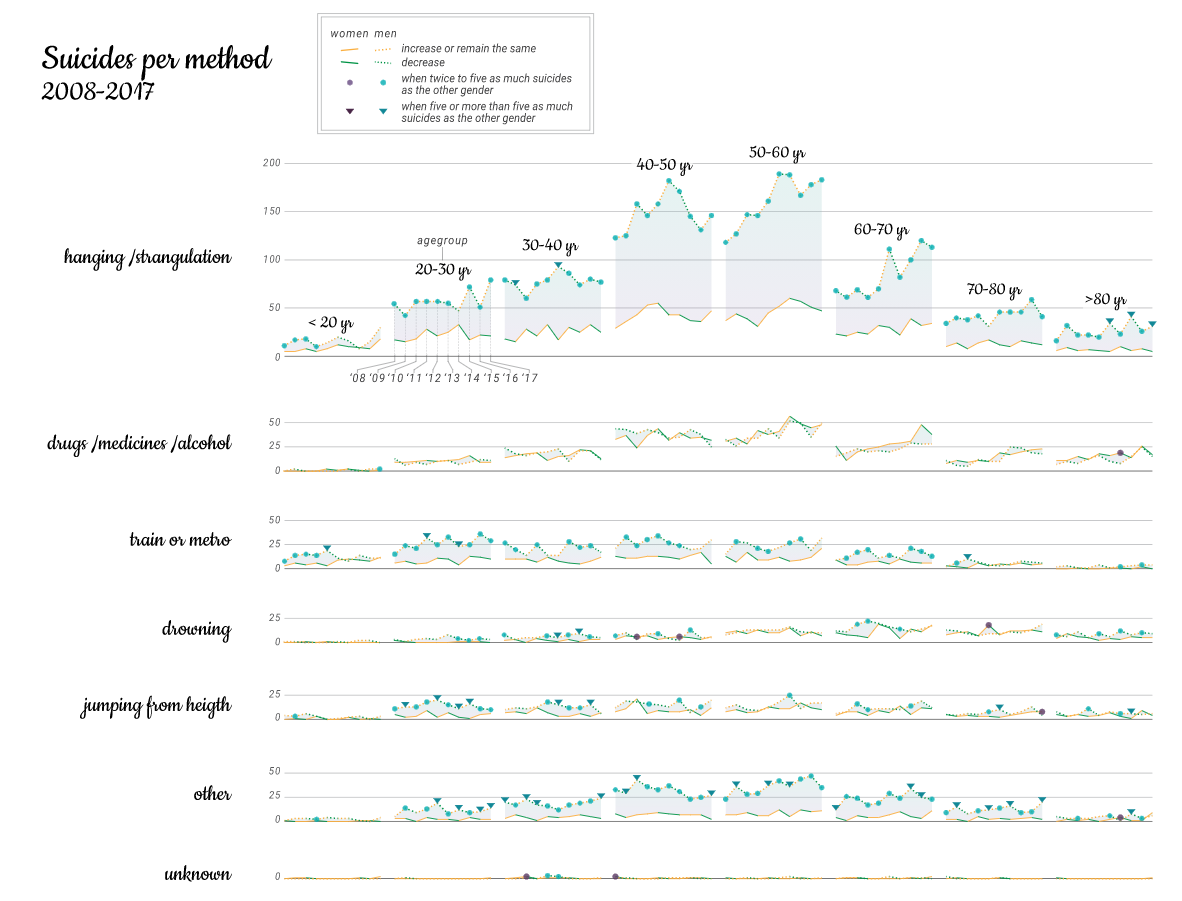 Suicides per method
2008-2017
women men
increase or remain the same
decrease
when twice to five as much suicides
as the other gender
when five or more than five as much
suicides as the other gender
hanging /strangulation
200
150
100
50
0
< 20 yr
agegroup
20-30 yr
30-40 yr
40-50 yr
50-60 yr
60-70 yr
70-80 yr
>80 yr
'08 '09 '10 '11 '12 '13 '14 '15 '16 '17
drugs /medicines /alcohol
50
25
0
train or metro
50
25
0
drowning
25
0
jumping from heigth
25
0
other
50
25
0
unknown
0